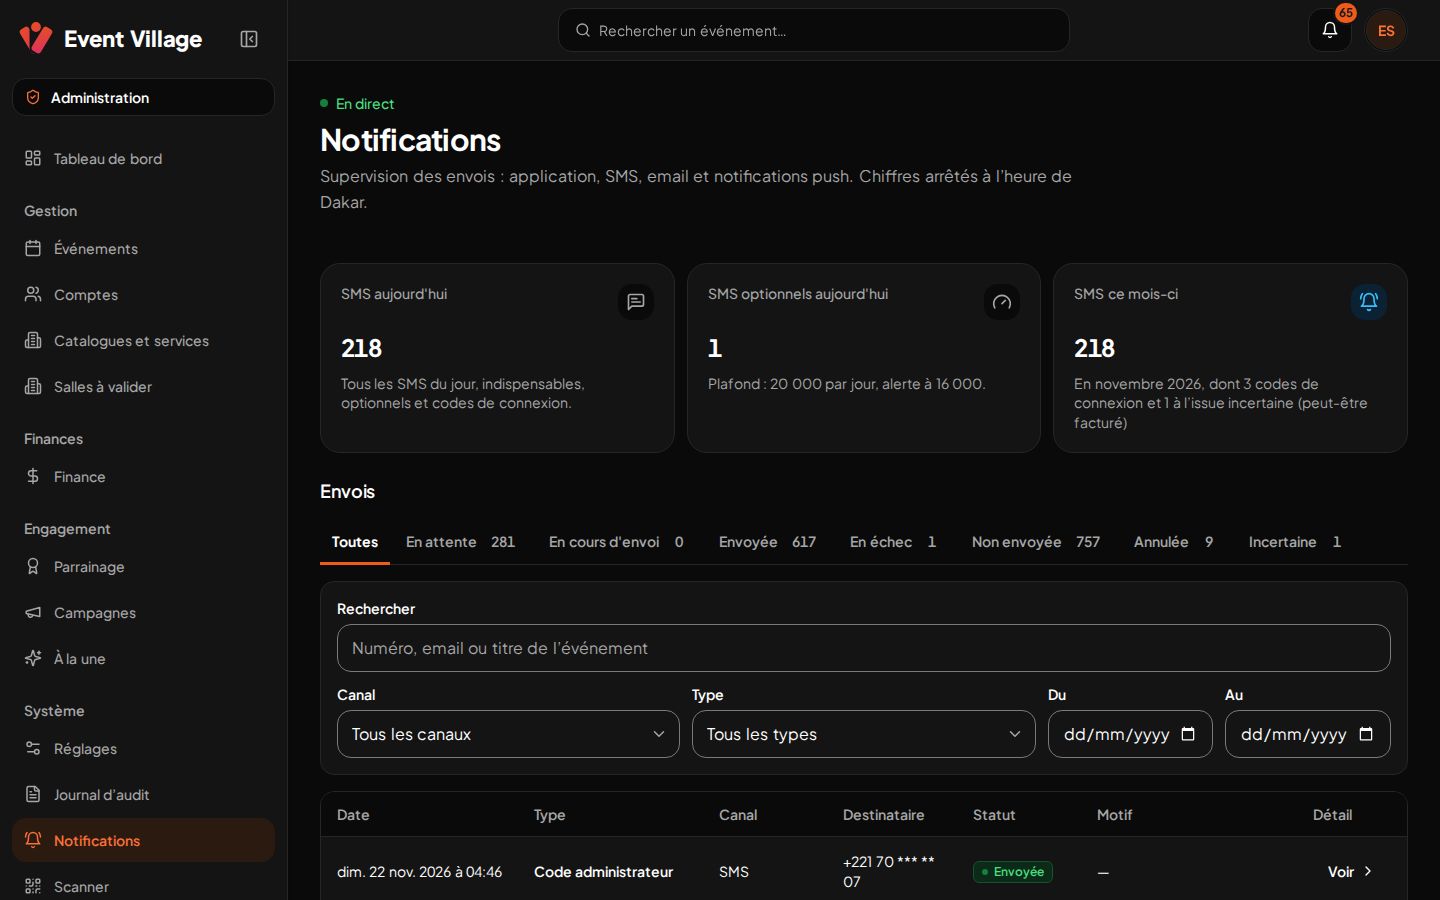 Event Village
Rechercher un événement...
65
ES
Administration
Tableau de bord
Gestion
Événements
Comptes
Catalogues et services
Salles à valider
Finances
Finance
Engagement
Parrainage
Campagnes
À la une
Système
Réglages
Journal d’audit
Notifications
Scanner
En direct
Notifications
Supervision des envois : application, SMS, email et notifications push. Chiffres arrêtés à l’heure de
Dakar.
SMS aujourd'hui
218
Tous les SMS du jour, indispensables,
optionnels et codes de connexion.
SMS optionnels aujourd'hui
1
Plafond : 20 000 par jour, alerte à 16 000.
SMS ce mois-ci
218
En novembre 2026, dont 3 codes de
connexion et 1 à l’issue incertaine (peut-être
facturé)
Envois
Toutes En attente 281 En cours d'envoi 0 Envoyée 617 En échec 1 Non envoyée 757 Annulée 9 Incertaine 1
Rechercher
Numéro, email ou titre de l’événement
Canal Type Du Au
Tous les canaux Tous les types dd/mm/yyyy dd/mm/yyyy
Date Type Canal Destinataire Statut Motif Détail
dim. 22 nov. 2026 à 04:46 Code administrateur SMS +221 70 *** ** 07 Envoyée — Voir